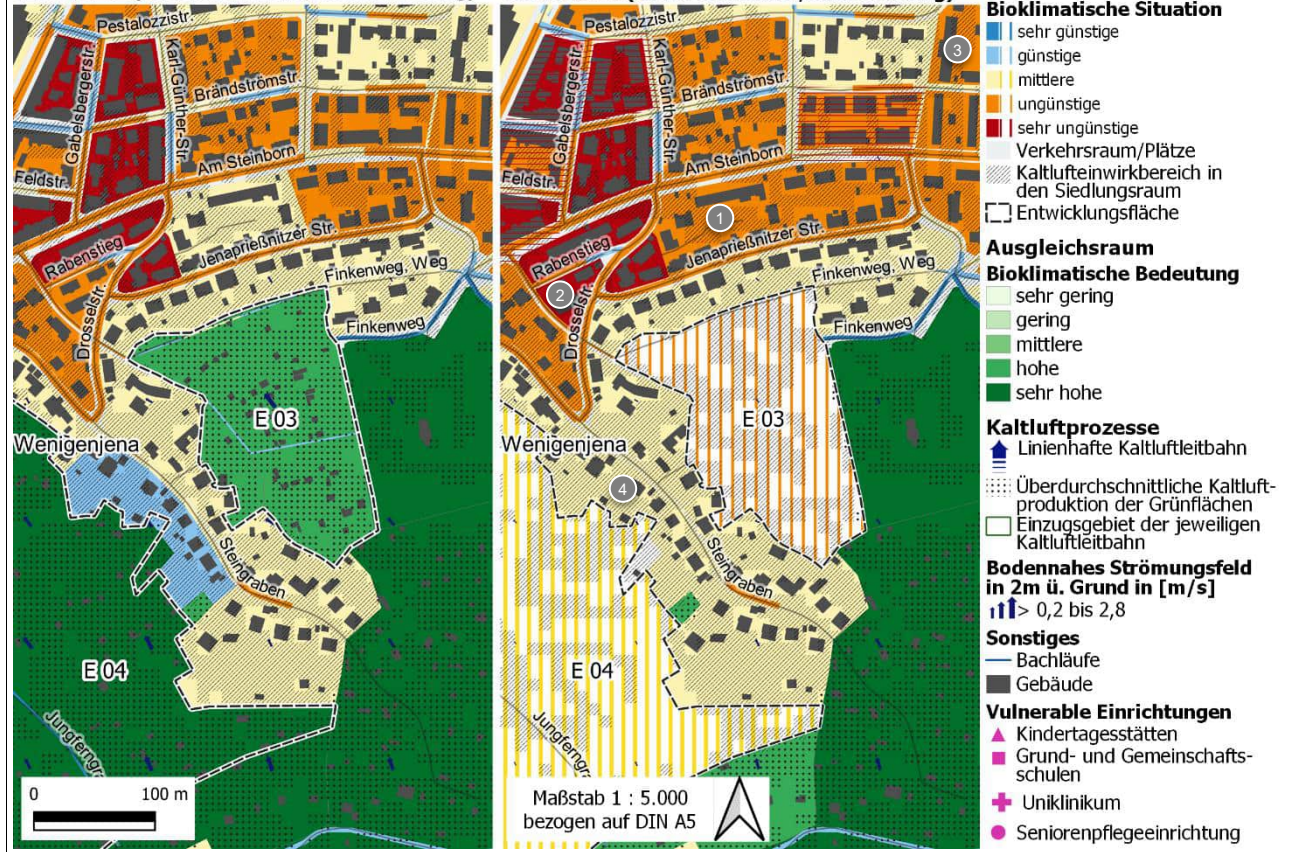 Pestalozzistr.
Karl-Günther-Str.
Brändströmstr.
Gabelsbergerstr.
Am Steinborn
Feldstr.
Rabenstieg
Jenaprießnitzer Str.
Drosselstr.
Finkenweg, Weg
Finkenweg
E 03
Wenigenjena
Steingraben
E 04
0 100 m
Pestalozzistr.
Karl-Günther-Str.
3
Brändströmstr.
Gabelsbergerstr.
Am Steinborn
Feldstr.
1
Rabenstieg
Jenaprießnitzer Str.
2
Drosselstr.
Finkenweg, Weg
Finkenweg
E 03
Wenigenjena
4
Steingraben
E 04
Maßstab 1 : 5.000
bezogen auf DIN A5
Bioklimatische Situation
sehr günstige
günstige
mittlere
ungünstige
sehr ungünstige
Verkehrsraum/Plätze
Kaltlufteinwirkbereich in
den Siedlungsraum
Entwicklungsfläche
Ausgleichsraum
Bioklimatische Bedeutung
sehr gering
gering
mittlere
hohe
sehr hohe
Kaltluftprozesse
Linienhafte Kaltluftleitbahn
Überdurchschnittliche Kaltluft-
produktion der Grünflächen
Einzugsgebiet der jeweiligen
Kaltluftleitbahn
Bodennahes Strömungsfeld
in 2m ü. Grund in [m/s]
> 0,2 bis 2,8
Sonstiges
Bachläufe
Gebäude
Vulnerable Einrichtungen
Kindertagesstätten
Grund- und Gemeinschafts-
schulen
Uniklinikum
Seniorenpflegeeinrichtung